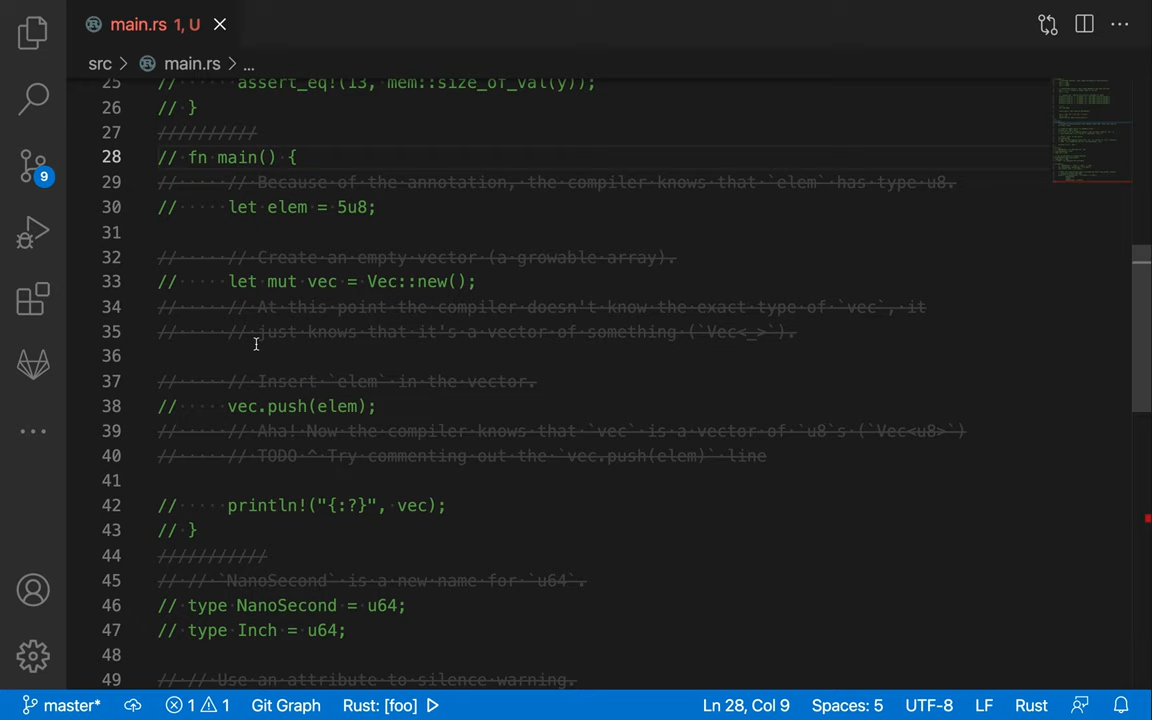 main.rs 1, U
src > main.rs > ...
25 // assert_eq!(13, mem::size_of_val(y));
26 // }
27 //////////
28 // fn main() {
29 // // Because of the annotation, the compiler knows that `elem` has type u8.
30 // let elem = 5u8;
31
32 // // Create an empty vector (a growable array).
33 // let mut vec = Vec::new();
34 // // At this point the compiler doesn't know the exact type of `vec`, it
35 // // just knows that it's a vector of something (`Vec<_>`).
36
37 // // Insert `elem` in the vector.
38 // vec.push(elem);
39 // // Aha! Now the compiler knows that `vec` is a vector of `u8`s (`Vec<u8>`)
40 // // TODO ^ Try commenting out the `vec.push(elem)` line
41
42 // println!("{:?}", vec);
43 // }
44 ///////////
45 // // `NanoSecond` is a new name for `u64`.
46 // type NanoSecond = u64;
47 // type Inch = u64;
48
49 // // Use an attribute to silence warning.
9
master* 1 1 Git Graph Rust: [foo] Ln 28, Col 9 Spaces: 5 UTF-8 LF Rust